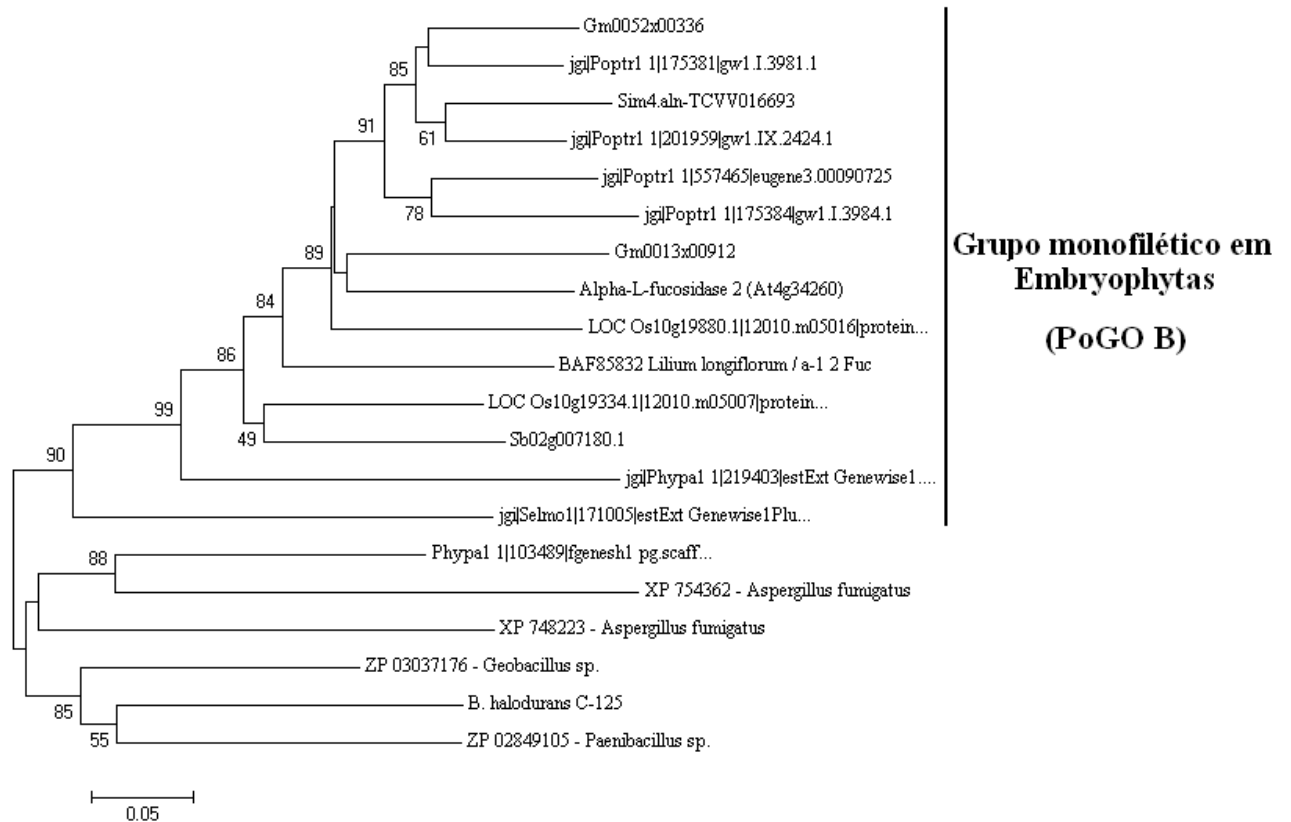 Gm0052x00336
jgi|Poptr1 1|175381|gw1.I.3981.1
85
Sim4.aln-TCVV016693
91
61
jgi|Poptr1 1|201959|gw1.IX.2424.1
jgi|Poptr1 1|557465|eugene3.00090725
78
jgi|Poptr1 1|175384|gw1.I.3984.1
Grupo monofilético em
Embryophytas
(PoGO B)
89
Gm0013x00912
Alpha-L-fucosidase 2 (At4g34260)
84
LOC Os10g19880.1|12010.m05016|protein...
86
BAF85832 Lilium longiflorum / a-1 2 Fuc
99
LOC Os10g19334.1|12010.m05007|protein...
49
Sb02g007180.1
90
jgi|Phypa1 1|219403|estExt Genewise1....
jgi|Selmo1|171005|estExt Genewise1Plu...
88
Phypa1 1|103489|fgenesh1 pg.scaff...
XP 754362 - Aspergillus fumigatus
XP 748223 - Aspergillus fumigatus
ZP 03037176 - Geobacillus sp.
85
B. halodurans C-125
55
ZP 02849105 - Paenibacillus sp.
0.05